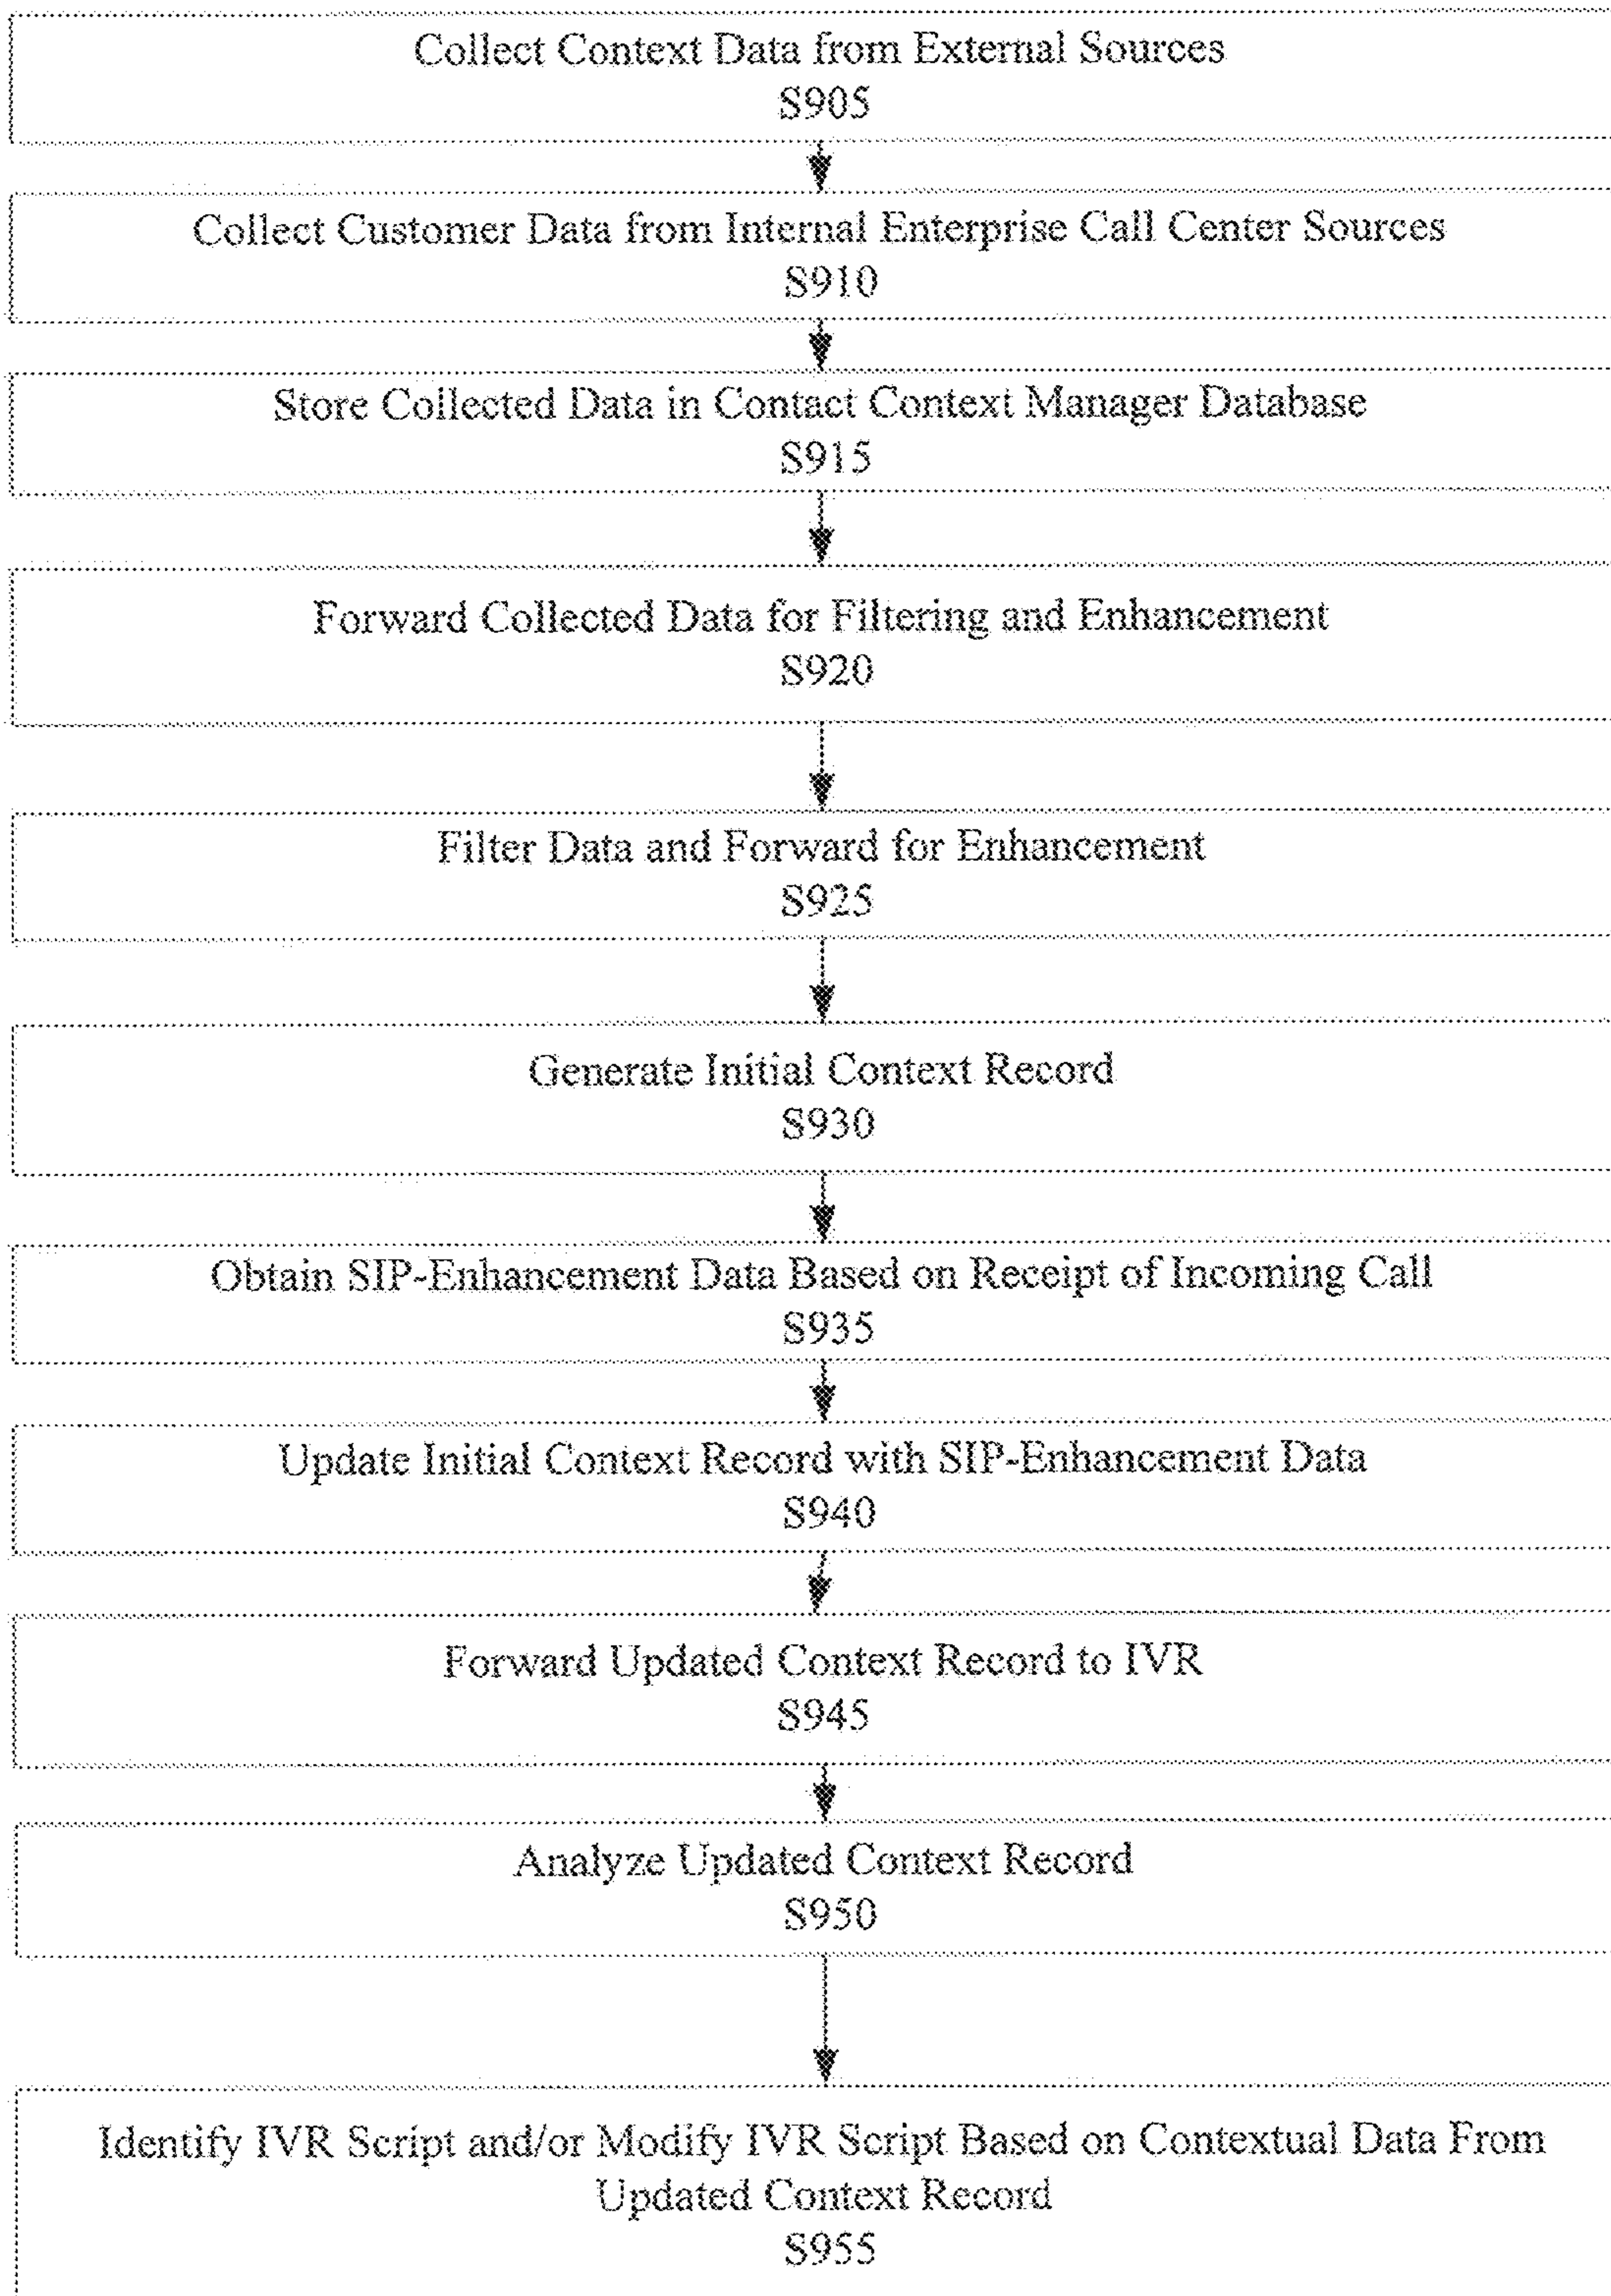 Collect Context Data from External Sources
S905
Collect Customer Data from Internal Enterprise Call Center Sources
S910
Store Collected Data in Contact Context Manager Database
S915
Forward Collected Data for Filtering and Enhancement
S920
Filter Data and Forward for Enhancement
S925
Generate Initial Context Record
S930
Obtain SIP-Enhancement Data Based on Receipt of Incoming Call
S935
Update Initial Context Record with SIP-Enhancement Data
S940
Forward Updated Context Record to IVR
S945
Analyze Updated Context Record
S950
Identify IVR Script and/or Modify IVR Script Based on Contextual Data From
Updated Context Record
S955